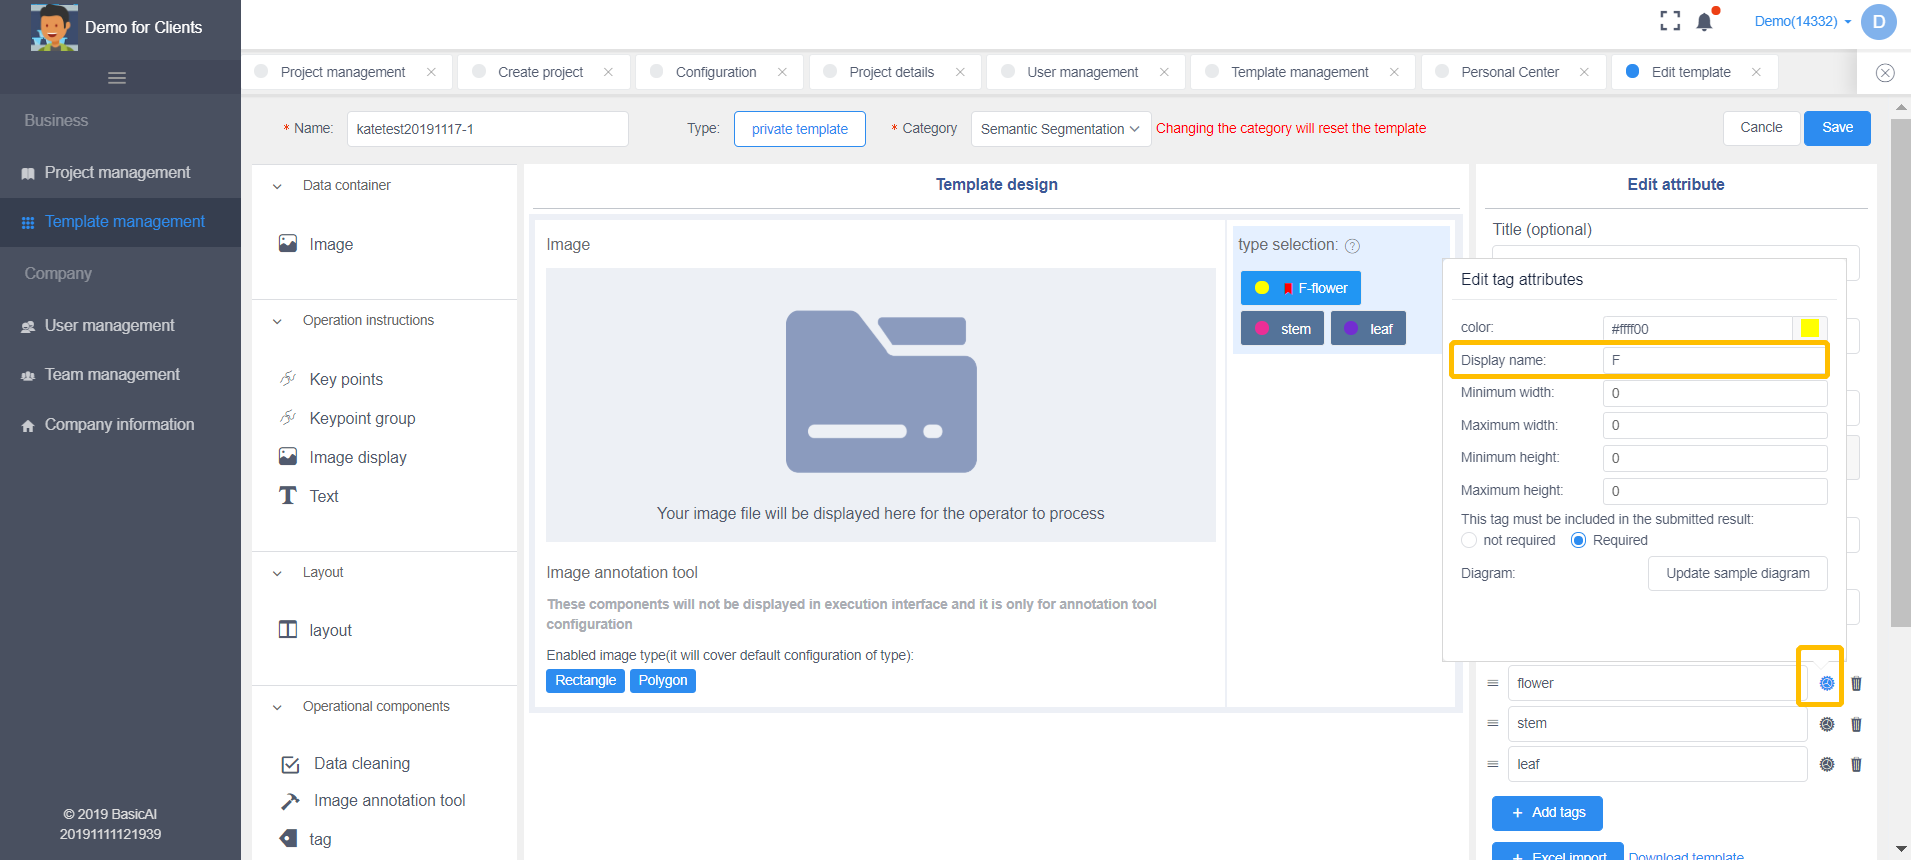 Demo for Clients
Demo(14332)
D
Business
Project management
Template management
Company
User management
Team management
Company information
© 2019 BasicAI
20191111121939
Project management
Create project
Configuration
Project details
User management
Template management
Personal Center
Edit template
* Name:
katetest20191117-1
Type:
private template
* Category
Semantic Segmentation
Changing the category will reset the template
Cancle
Save
Data container
Image
Operation instructions
Key points
Keypoint group
Image display
Text
Layout
layout
Operational components
Data cleaning
Image annotation tool
tag
Template design
Image
Your image file will be displayed here for the operator to process
Image annotation tool
These components will not be displayed in execution interface and it is only for annotation tool
configuration
Enabled image type(it will cover default configuration of type):
Rectangle
Polygon
type selection: ?
F-flower
stem
leaf
Edit attribute
Title (optional)
Edit tag attributes
color:
#ffff00
Display name:
F
Minimum width:
0
Maximum width:
0
Minimum height:
0
Maximum height:
0
This tag must be included in the submitted result:
not required
Required
Diagram:
Update sample diagram
flower
stem
leaf
+ Add tags
+ Excel import
Download template